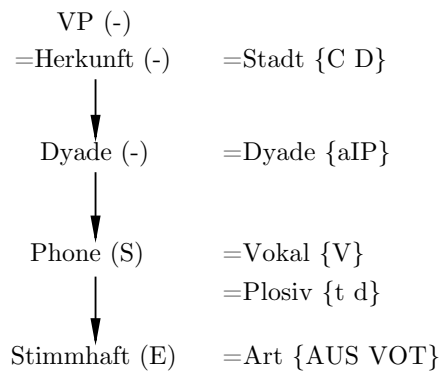 VP (-)
=Herkunft (-) =Stadt {C D}
Dyade (-) =Dyade {aIP}
Phone (S) =Vokal {V}
=Plosiv {t d}
Stimmhaft (E) =Art {AUS VOT}